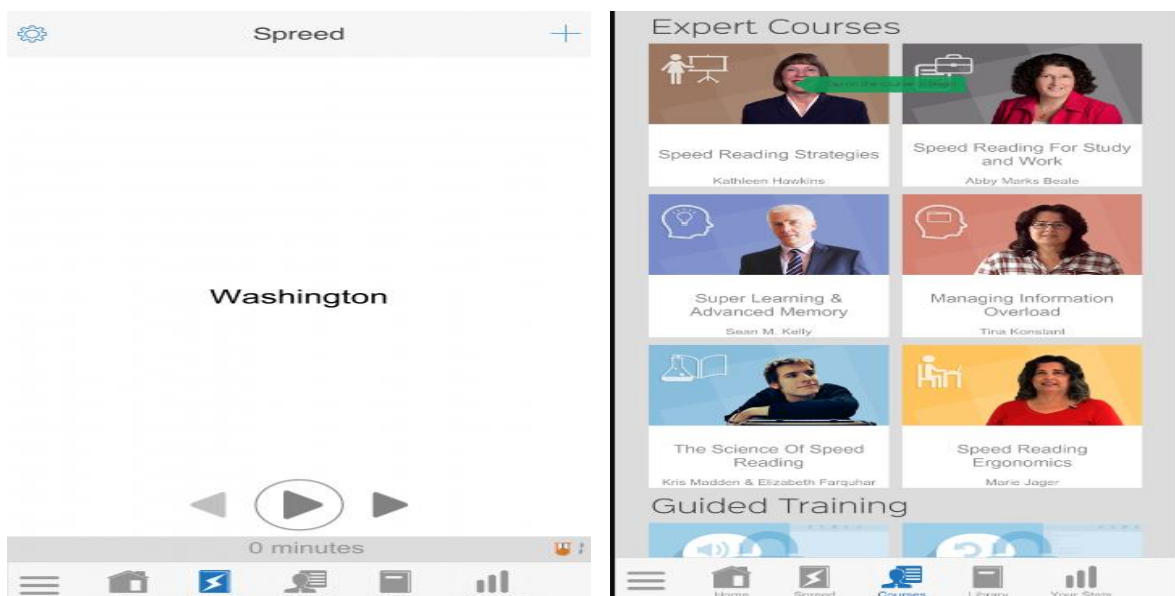 Spreed
Washington
0 minutes
Expert Courses
Speed Reading Strategies
Kathleen Hawkins
Speed Reading For Study
and Work
Abby Marks Beale
Super Learning &
Advanced Memory
Sean M. Kelly
Managing Information
Overload
Tina Konstant
The Science Of Speed
Reading
Kris Madden & Elizabeth Farquhar
Speed Reading
Ergonomics
Marie Jager
Guided Training
Home
Spreed
Courses
Library
Your Stats